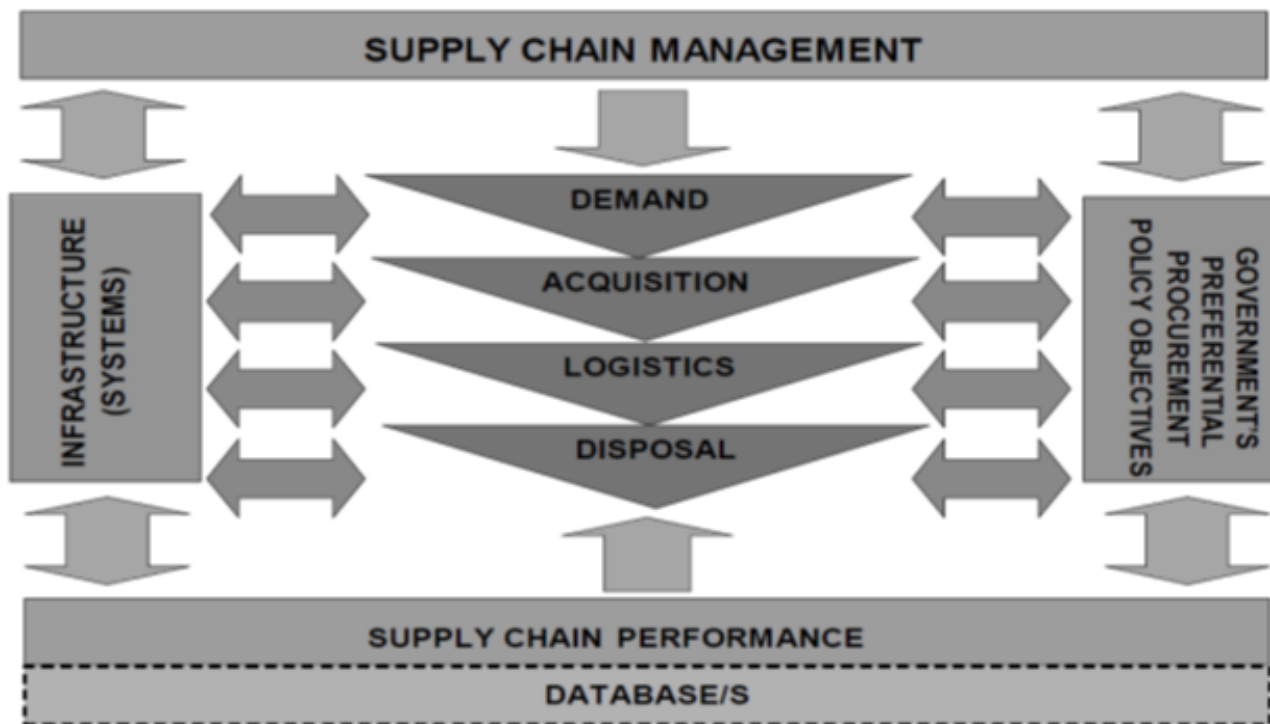 SUPPLY CHAIN MANAGEMENT
DEMAND
ACQUISITION
LOGISTICS
DISPOSAL
INFRASTRUCTURE
(SYSTEMS)
GOVERNMENT'S
PREFERENTIAL
PROCUREMENT
POLICY OBJECTIVES
SUPPLY CHAIN PERFORMANCE
DATABASE/S